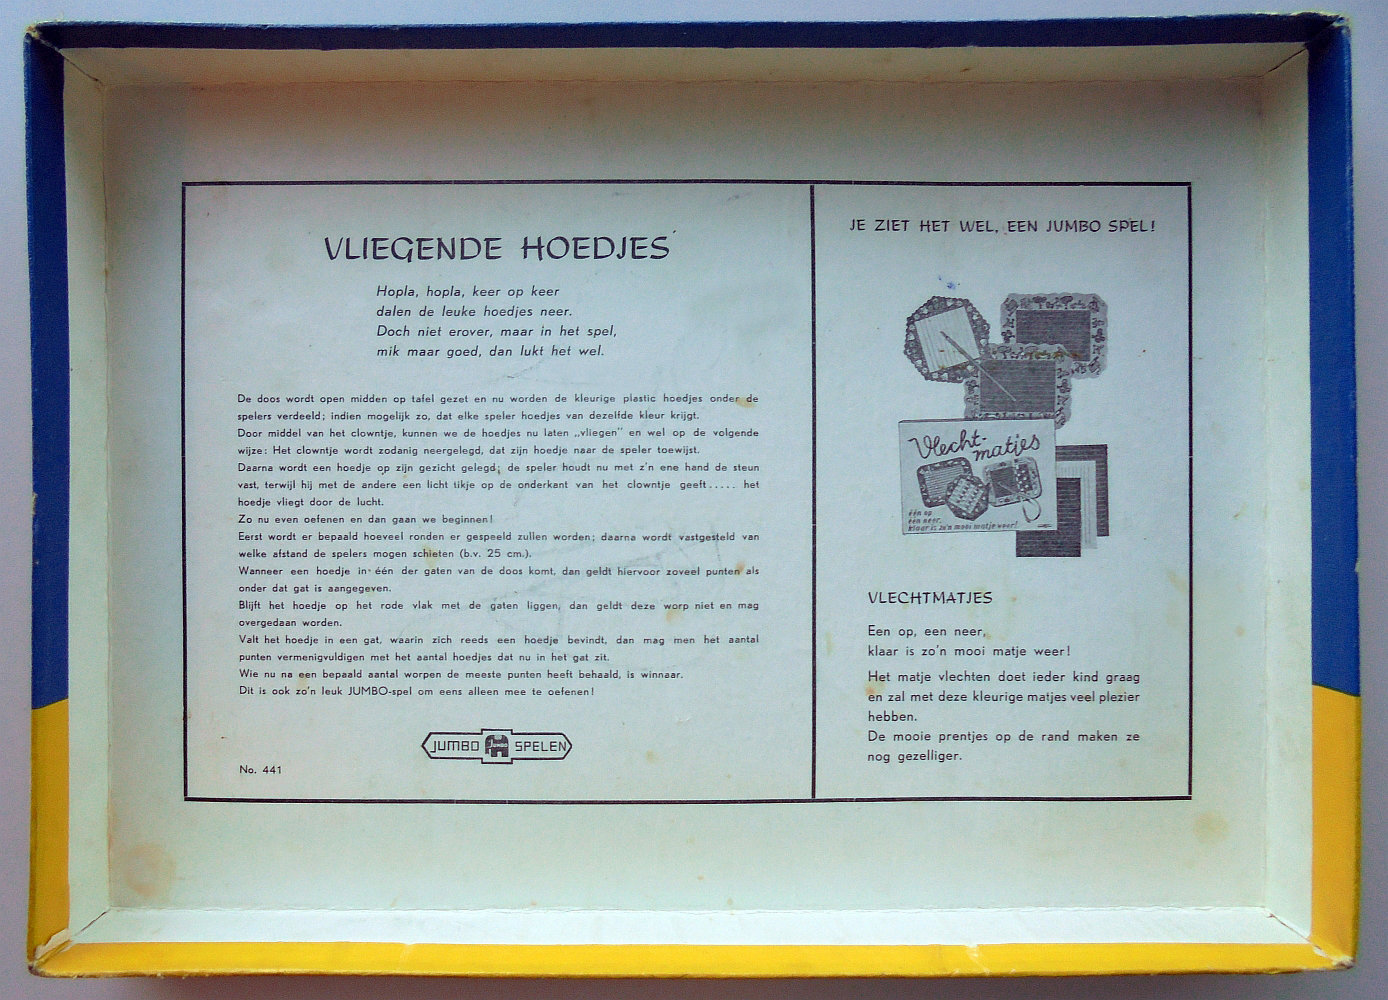 VLIEGENDE HOEDJES
Hopla, hopla, keer op keer
dalen de leuke hoedjes neer.
Doch niet erover, maar in het spel,
mik maar goed, dan lukt het wel.
De doos wordt open midden op tafel gezet en nu worden de kleurige plastic hoedjes onder de
spelers verdeeld; indien mogelijk zo, dat elke speler hoedjes van dezelfde kleur krijgt.
Door middel van het clowntje, kunnen we de hoedjes nu laten „vliegen” en wel op de volgende
wijze: Het clowntje wordt zodanig neergelegd, dat zijn hoedje naar de speler toewijst.
Daarna wordt een hoedje op zijn gezicht gelegd; de speler houdt nu met z'n ene hand de steun
vast, terwijl hij met de andere een licht tikje op de onderkant van het clowntje geeft..... het
hoedje vliegt door de lucht.
Zo nu even oefenen en dan gaan we beginnen!
Eerst wordt er bepaald hoeveel ronden er gespeeld zullen worden; daarna wordt vastgesteld van
welke afstand de spelers mogen schieten (b.v. 25 cm.).
Wanneer een hoedje in één der gaten van de doos komt, dan geldt hiervoor zoveel punten als
onder dat gat is aangegeven.
Blijft het hoedje op het rode vlak met de gaten liggen, dan geldt deze worp niet en mag
overgedaan worden.
Valt het hoedje in een gat, waarin zich reeds een hoedje bevindt, dan mag men het aantal
punten vermenigvuldigen met het aantal hoedjes dat nu in het gat zit.
Wie nu na een bepaald aantal worpen de meeste punten heeft behaald, is winnaar.
Dit is ook zo'n leuk JUMBO-spel om eens alleen mee te oefenen!
JUMBO JUMBO SPELEN
No. 441
JE ZIET HET WEL, EEN JUMBO SPEL!
Vlecht-
matjes
één op
één neer,
klaar is zo'n mooi matje weer!
VLECHTMATJES
Een op, een neer,
klaar is zo'n mooi matje weer!
Het matje vlechten doet ieder kind graag
en zal met deze kleurige matjes veel plezier
hebben.
De mooie prentjes op de rand maken ze
nog gezelliger.